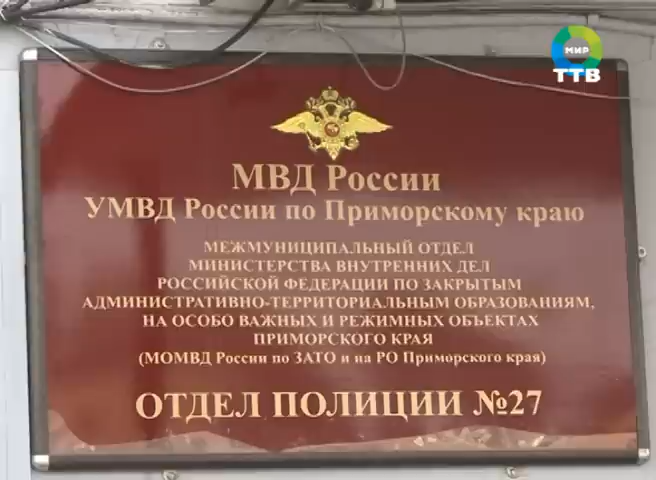 МИР
ТТВ
МВД России
УМВД России по Приморскому краю
МЕЖМУНИЦИПАЛЬНЫЙ ОТДЕЛ
МИНИСТЕРСТВА ВНУТРЕННИХ ДЕЛ
РОССИЙСКОЙ ФЕДЕРАЦИИ ПО ЗАКРЫТЫМ
АДМИНИСТРАТИВНО-ТЕРРИТОРИАЛЬНЫМ ОБРАЗОВАНИЯМ,
НА ОСОБО ВАЖНЫХ И РЕЖИМНЫХ ОБЪЕКТАХ
ПРИМОРСКОГО КРАЯ
(МОМВД России по ЗАТО и на РО Приморского края)
ОТДЕЛ ПОЛИЦИИ №27